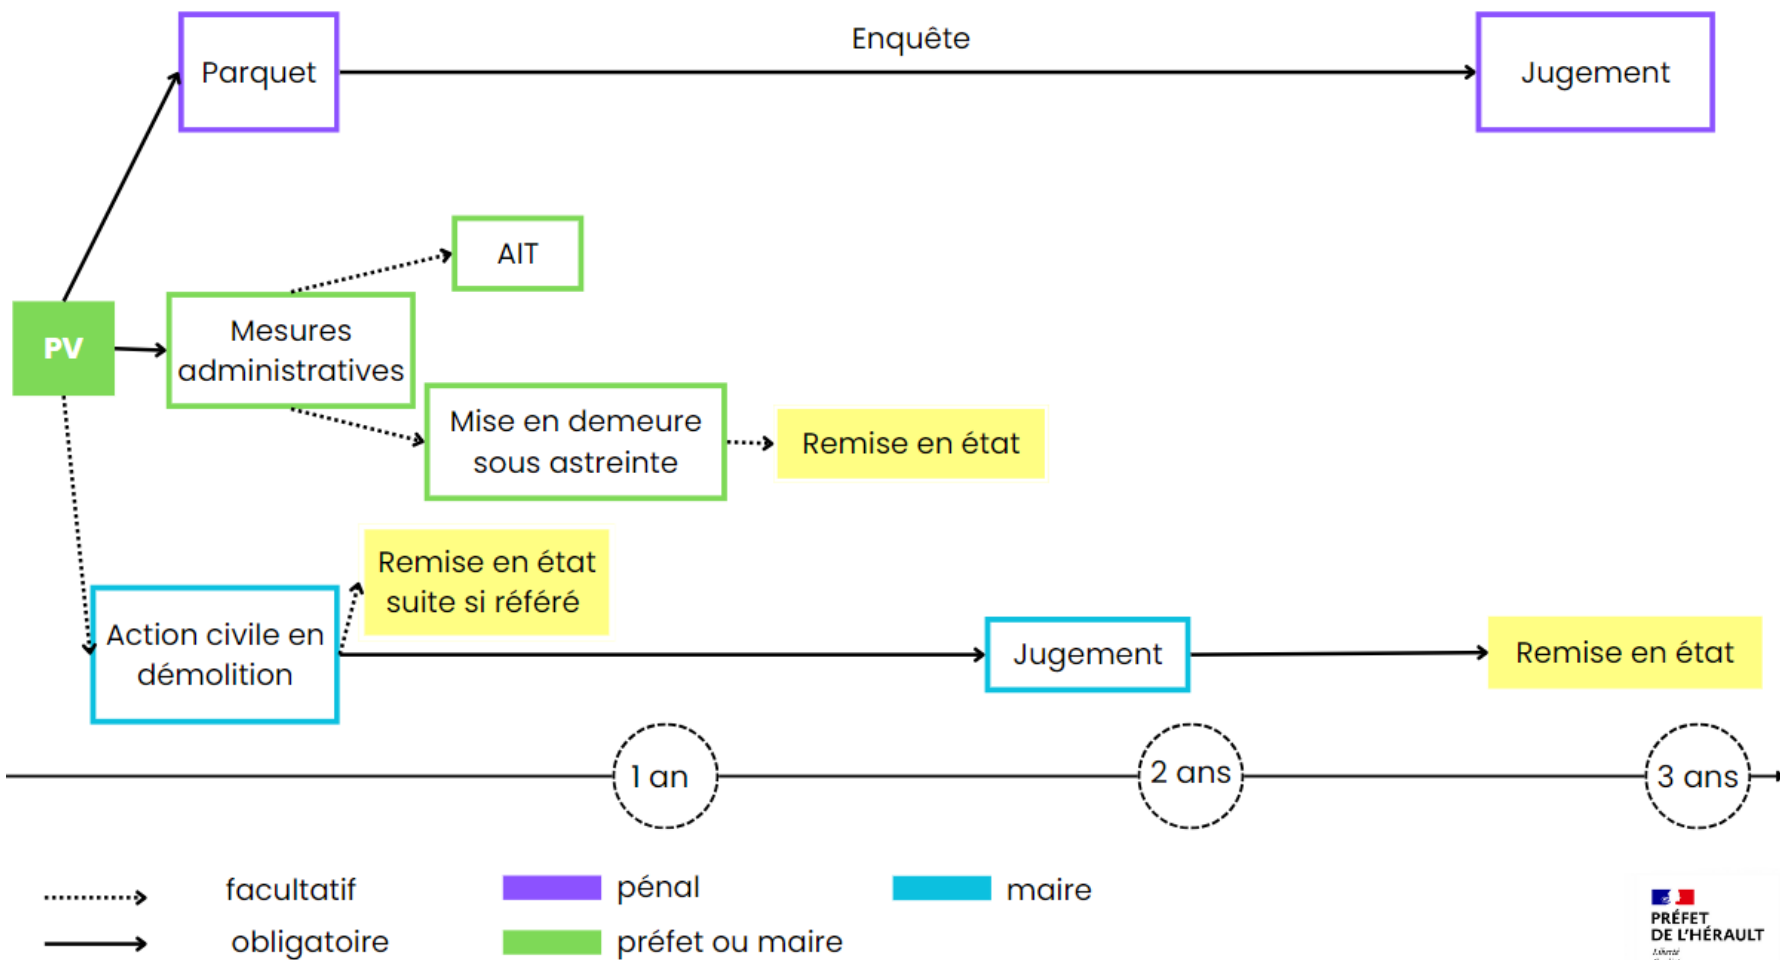 Enquête
Parquet
Jugement
AIT
PV
Mesures
administratives
Mise en demeure
sous astreinte
Remise en état
Remise en état
suite si référé
Action civile en
démolition
Jugement
Remise en état
1 an
2 ans
3 ans
facultatif
pénal
maire
obligatoire
préfet ou maire
PRÉFET
DE L'HÉRAULT
Liberté